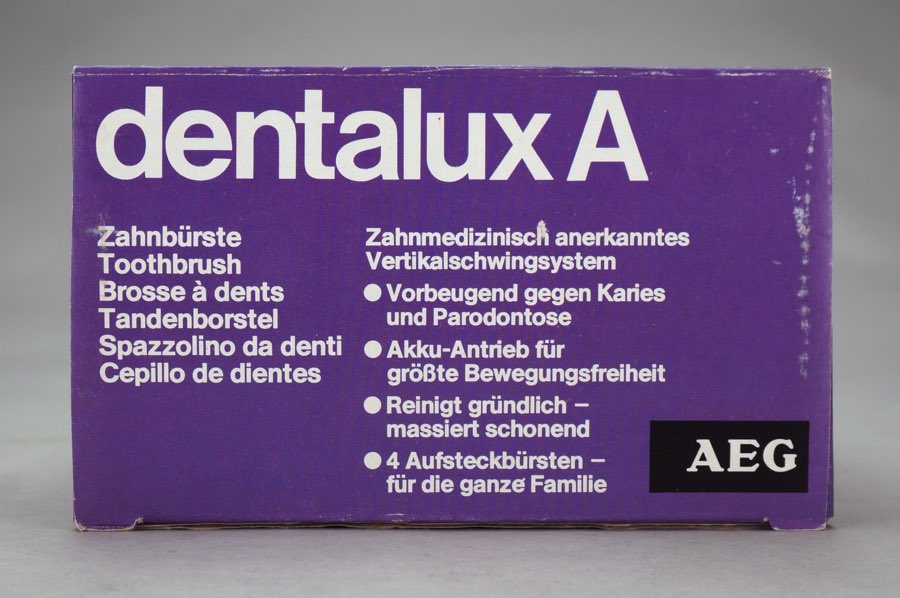 dentalux A
Zahnbürste
Toothbrush
Brosse à dents
Tandenborstel
Spazzolino da denti
Cepillo de dientes
Zahnmedizinisch anerkanntes
Vertikalschwingsystem
● Vorbeugend gegen Karies
und Parodontose
● Akku-Antrieb für
größte Bewegungsfreiheit
● Reinigt gründlich –
massiert schonend
● 4 Aufsteckbürsten –
für die ganze Familie
AEG